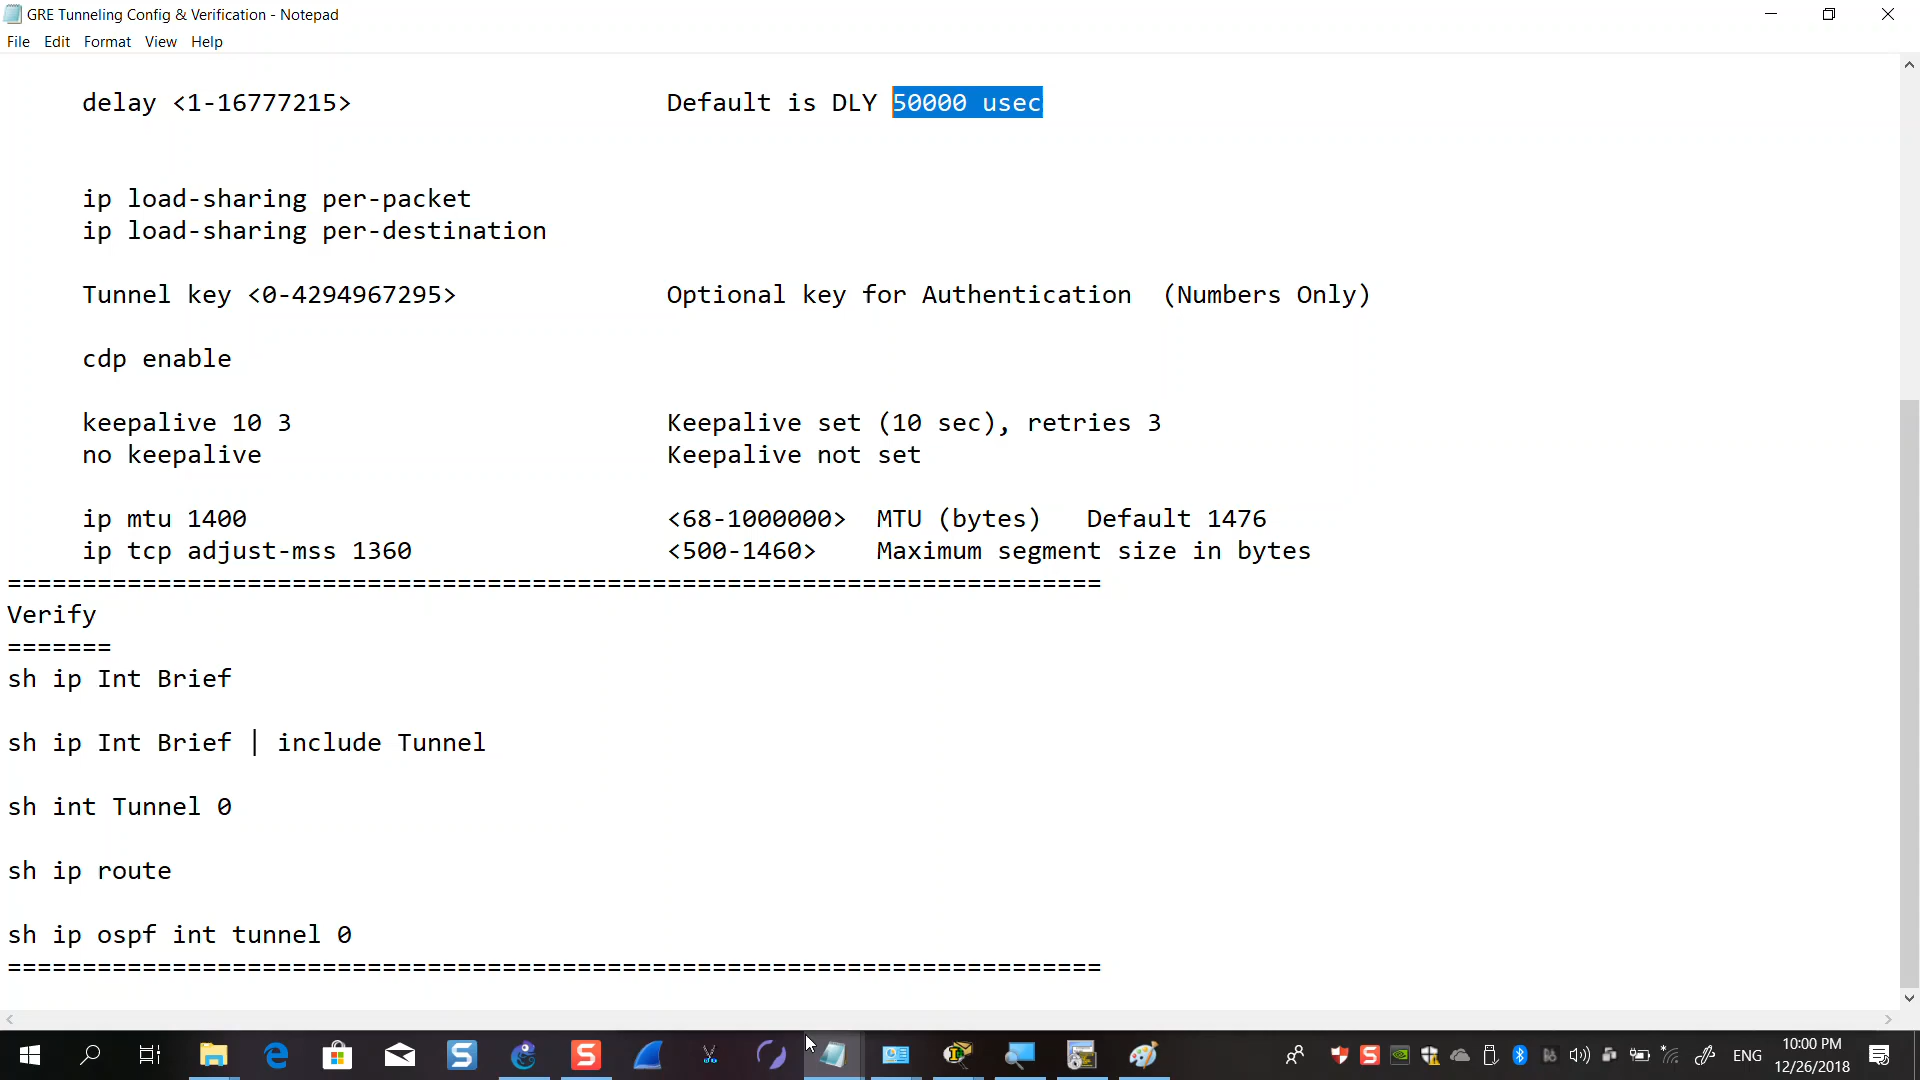 GRE Tunneling Config & Verification - Notepad
File Edit Format View Help
delay <1-16777215> Default is DLY 50000 usec
ip load-sharing per-packet
ip load-sharing per-destination
Tunnel key <0-4294967295> Optional key for Authentication (Numbers Only)
cdp enable
keepalive 10 3 Keepalive set (10 sec), retries 3
no keepalive Keepalive not set
ip mtu 1400 <68-1000000> MTU (bytes) Default 1476
ip tcp adjust-mss 1360 <500-1460> Maximum segment size in bytes
=========================================================================
Verify
=======
sh ip Int Brief
sh ip Int Brief | include Tunnel
sh int Tunnel 0
sh ip route
sh ip ospf int tunnel 0
=========================================================================
ENG
10:00 PM
12/26/2018